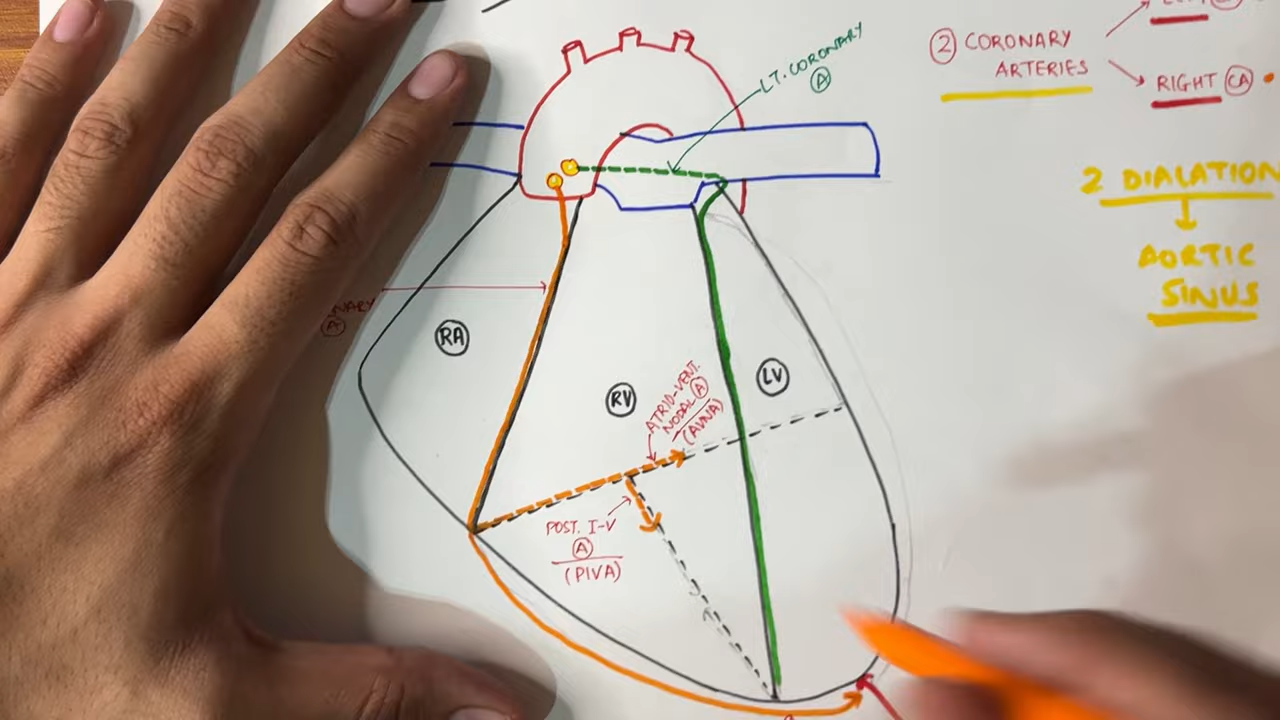 LT. CORONARY
Ⓐ
② CORONARY
ARTERIES
RIGHT ⒸA
2 DIALATION
AORTIC
SINUS
Ⓐ
RA
RV
LV
ATRIO-VENT.
NODAL Ⓐ
(AVNA)
POST. I-V
Ⓐ
(PIVA)